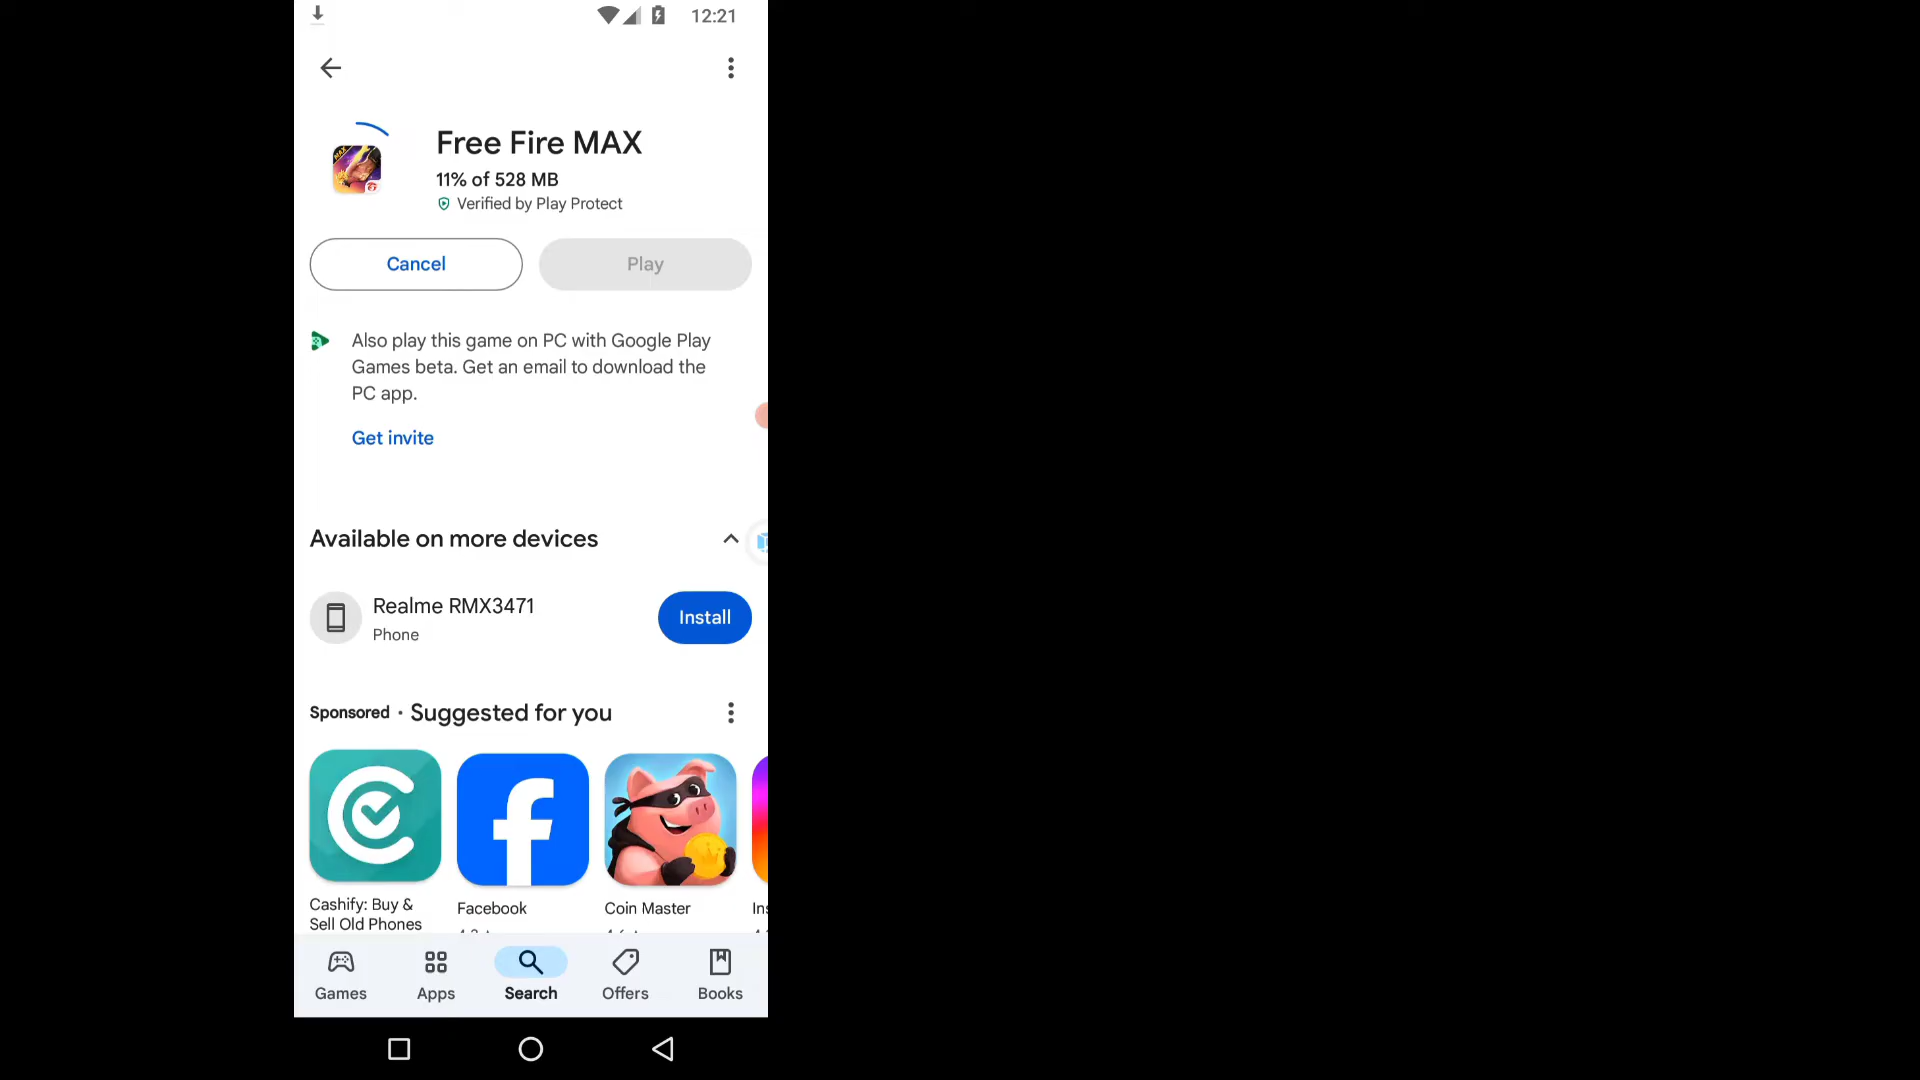 12:21
Free Fire MAX
11% of 528 MB
Verified by Play Protect
Cancel
Play
Also play this game on PC with Google Play
Games beta. Get an email to download the
PC app.
Get invite
Available on more devices
Realme RMX3471
Phone
Install
Sponsored · Suggested for you
MAX
Cashify: Buy &
Sell Old Phones
Facebook
Coin Master
Ins
Games
Apps
Search
Offers
Books